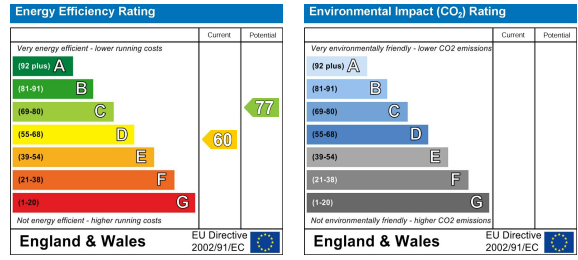 Energy Efficiency Rating
Current Potential
Very energy efficient - lower running costs
(92 plus) A
(81-91) B
(69-80) C
77
(55-68) D
60
(39-54) E
(21-38) F
(1-20) G
Not energy efficient - higher running costs
England & Wales
EU Directive
2002/91/EC
Environmental Impact (CO2) Rating
Current Potential
Very environmentally friendly - lower CO2 emissions
(92 plus) A
(81-91) B
(69-80) C
(55-68) D
(39-54) E
(21-38) F
(1-20) G
Not environmentally friendly - higher CO2 emissions
England & Wales
EU Directive
2002/91/EC